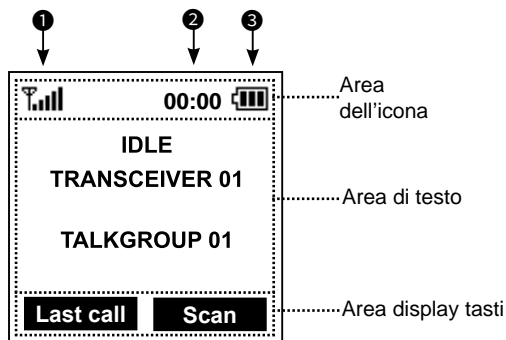 ❶ ❷ ❸
00:00
Area
dell'icona
IDLE
TRANSCEIVER 01
Area di testo
TALKGROUP 01
Last call Scan
Area display tasti